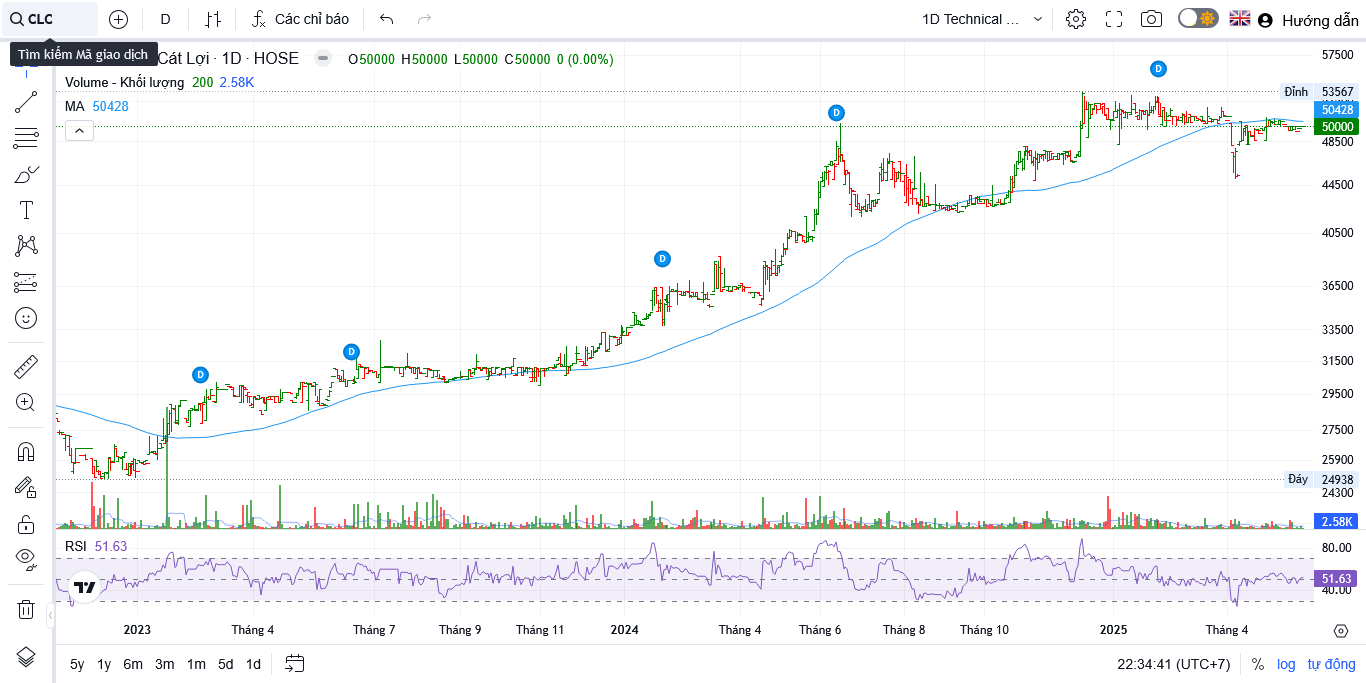 CLC D Các chỉ báo 1D Technical ... Hướng dẫn
Tìm kiếm Mã giao dịch
Cát Lợi · 1D · HOSE O50000 H50000 L50000 C50000 0 (0.00%)
Volume - Khối lượng 200 2.58K
MA 50428
57500
Đỉnh 53567
50428
50000
48500
44500
40500
36500
33500
31500
29500
27500
25900
Đáy 24938
24300
2.58K
D
D
D
D
D
RSI 51.63
80.00
51.63
40.00
2023 Tháng 4 Tháng 7 Tháng 9 Tháng 11 2024 Tháng 4 Tháng 6 Tháng 8 Tháng 10 2025 Tháng 4
5y 1y 6m 3m 1m 5d 1d 22:34:41 (UTC+7) % log tự động